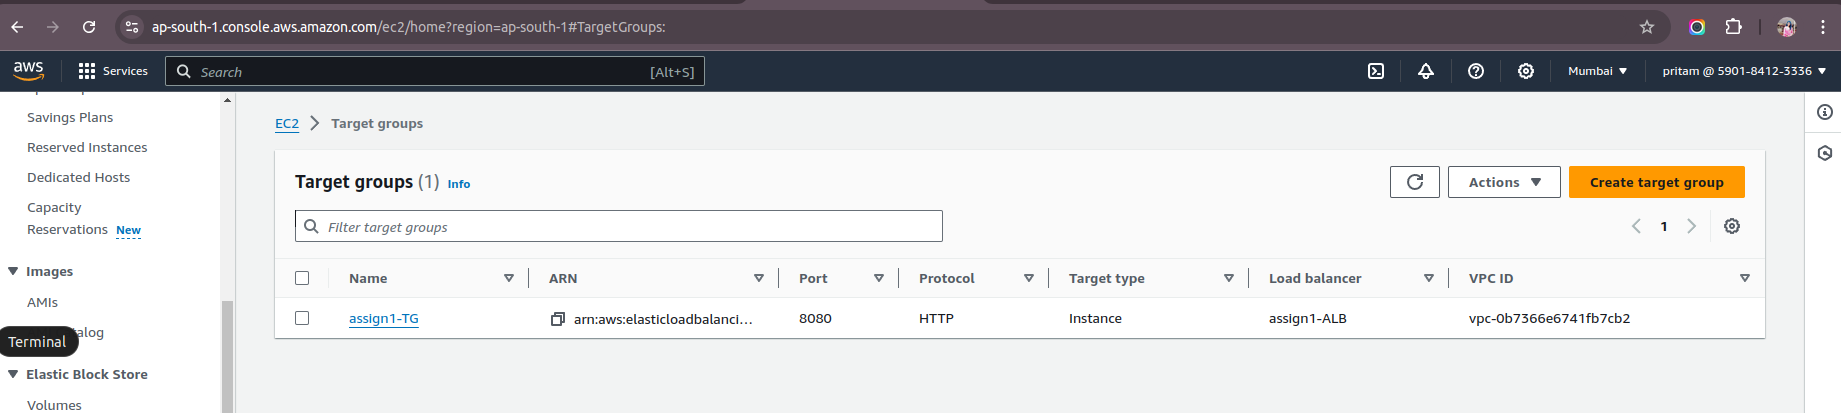 ap-south-1.console.aws.amazon.com/ec2/home?region=ap-south-1#TargetGroups:
aws Services Search [Alt+S] Mumbai pritam @ 5901-8412-3336
Savings Plans
Reserved Instances
Dedicated Hosts
Capacity
Reservations New
Images
AMIs
Terminal
Elastic Block Store
Volumes
EC2 Target groups
Target groups (1) Info Actions Create target group
Filter target groups 1
Name ARN Port Protocol Target type Load balancer VPC ID
assign1-TG arn:aws:elasticloadbalanci... 8080 HTTP Instance assign1-ALB vpc-0b7366e6741fb7cb2